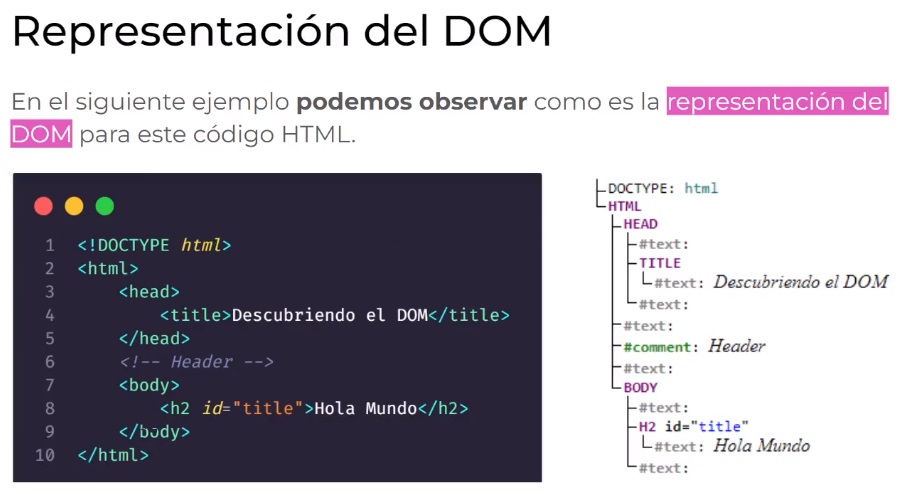 Representación del DOM
En el siguiente ejemplo podemos observar como es la representación del
DOM para este código HTML.
1 <!DOCTYPE html>
2 <html>
3 <head>
4 <title>Descubriendo el DOM</title>
5 </head>
6 <!-- Header -->
7 <body>
8 <h2 id="title">Hola Mundo</h2>
9 </body>
10 </html>
DOCTYPE: html
HTML
HEAD
#text:
TITLE
#text: Descubriendo el DOM
#text:
#text:
#comment: Header
#text:
BODY
#text:
H2 id="title"
#text: Hola Mundo
#text: